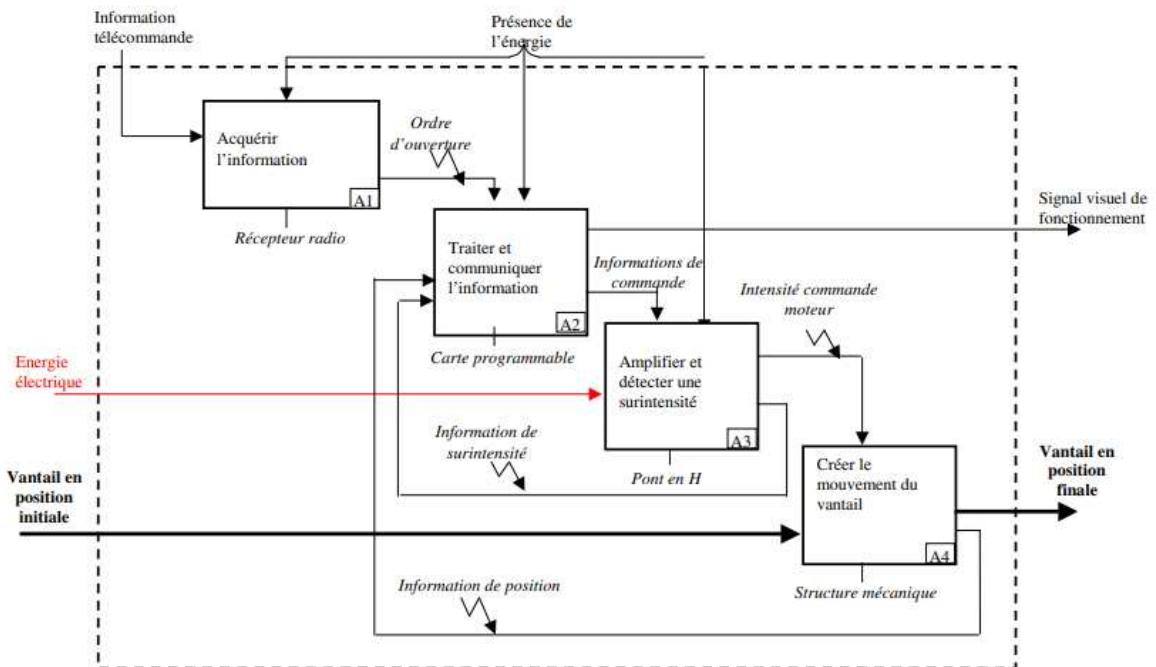 Information
télécommande
Présence de
l'énergie
Acquérir
l'information
A1
Récepteur radio
Ordre
d'ouverture
Traiter et
communiquer
l'information
A2
Carte programmable
Signal visuel de
fonctionnement
Informations de
commande
Intensité commande
moteur
Energie
électrique
Amplifier et
détecter une
surintensité
A3
Pont en H
Information de
surintensité
Vantail en
position
initiale
Créer le
mouvement du
vantail
A4
Structure mécanique
Vantail en
position
finale
Information de position